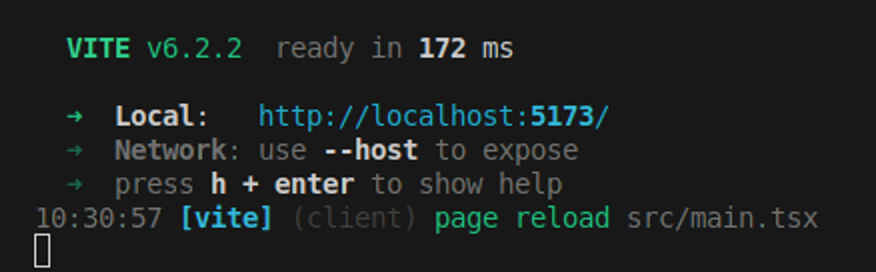 VITE v6.2.2  ready in 172 ms
➜  Local:   http://localhost:5173/
➜  Network: use --host to expose
➜  press h + enter to show help
10:30:57 [vite] (client) page reload src/main.tsx